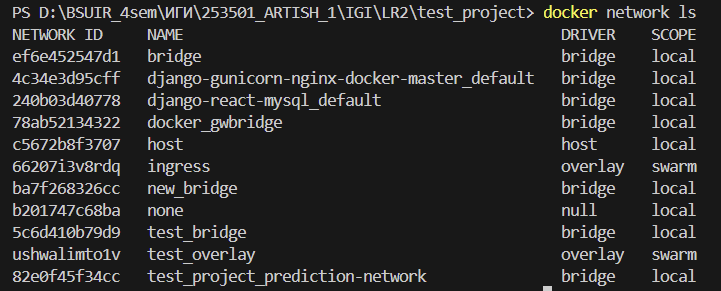 PS D:\BSUIR_4sem\ИГИ\253501_ARTISH_1\IGI\LR2\test_project> docker network ls
NETWORK ID     NAME                                     DRIVER    SCOPE
ef6e452547d1   bridge                                   bridge    local
4c34e3d95cff   django-gunicorn-nginx-docker-master_default   bridge    local
240b03d40778   django-react-mysql_default               bridge    local
78ab52134322   docker_gwbridge                          bridge    local
c5672b8f3707   host                                     host      local
66207i3v8rdq   ingress                                  overlay   swarm
ba7f268326cc   new_bridge                               bridge    local
b201747c68ba   none                                     null      local
5c6d410b79d9   test_bridge                              bridge    local
ushwalimto1v   test_overlay                             overlay   swarm
82e0f45f34cc   test_project_prediction-network          bridge    local